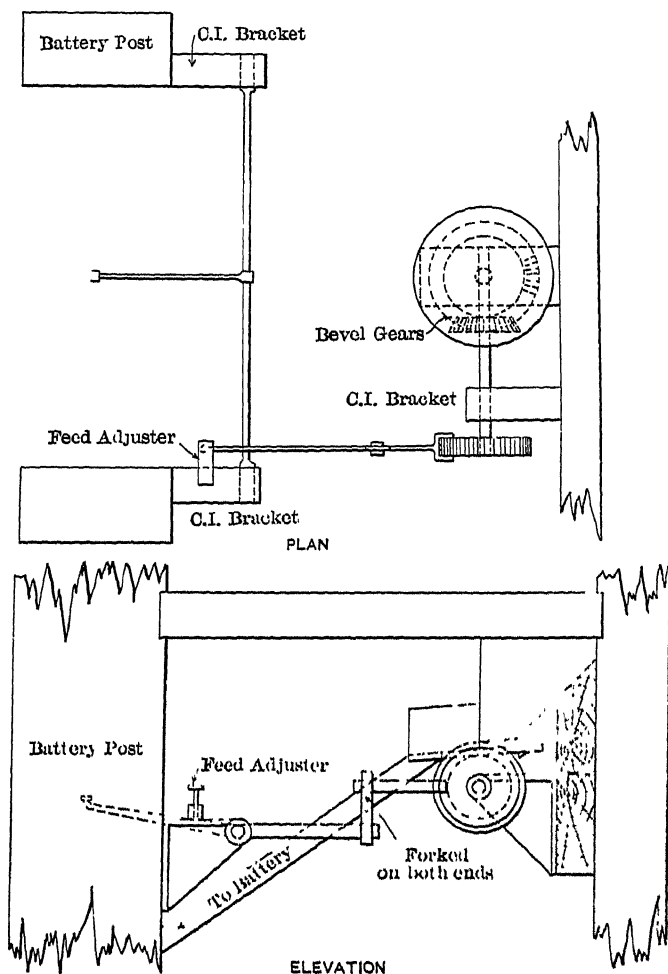 Battery Post
C.I. Bracket
Bevel Gears
C.I. Bracket
Feed Adjuster
C.I. Bracket
PLAN
Battery Post
Feed Adjuster
Forked
on both ends
To Battery
ELEVATION